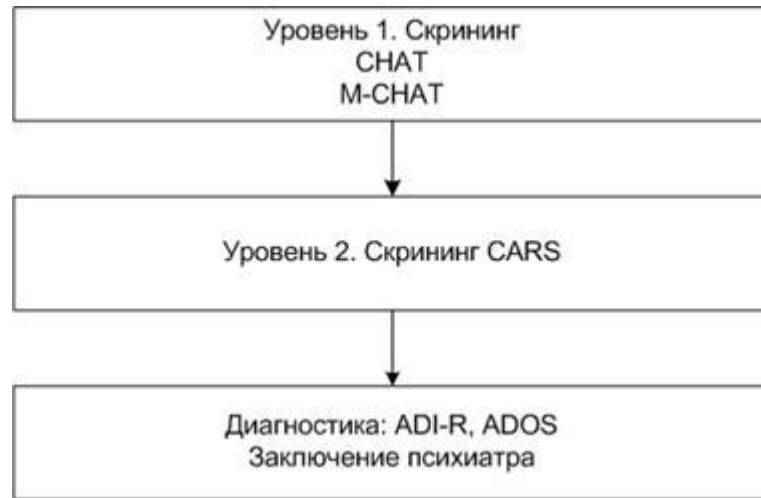 Уровень 1. Скрининг
CHAT
M-CHAT
Уровень 2. Скрининг CARS
Диагностика: ADI-R, ADOS
Заключение психиатра